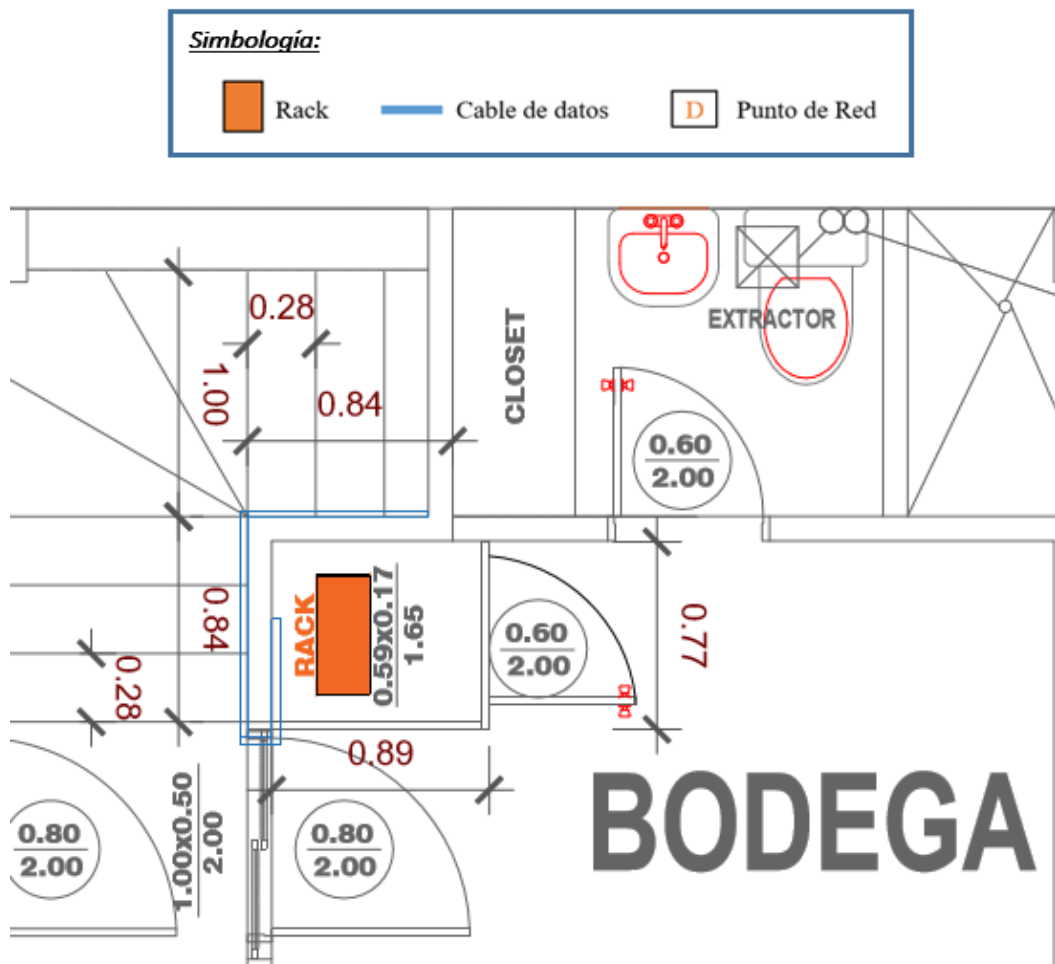 Simbología:
Rack
Cable de datos
D
Punto de Red
0.28
1.00
0.84
CLOSET
EXTRACTOR
0.60
2.00
0.84
0.28
RACK
0.59x0.17
1.65
0.60
2.00
0.77
0.89
0.80
2.00
1.00x0.50
2.00
0.80
2.00
BODEGA